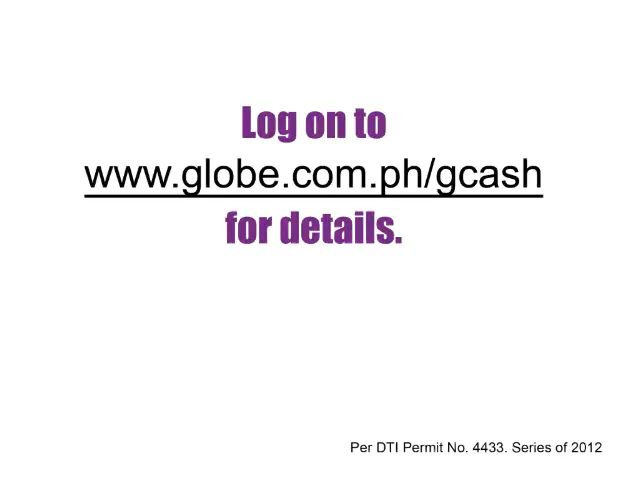 Log on to
www.globe.com.ph/gcash
for details.
Per DTI Permit No. 4433. Series of 2012